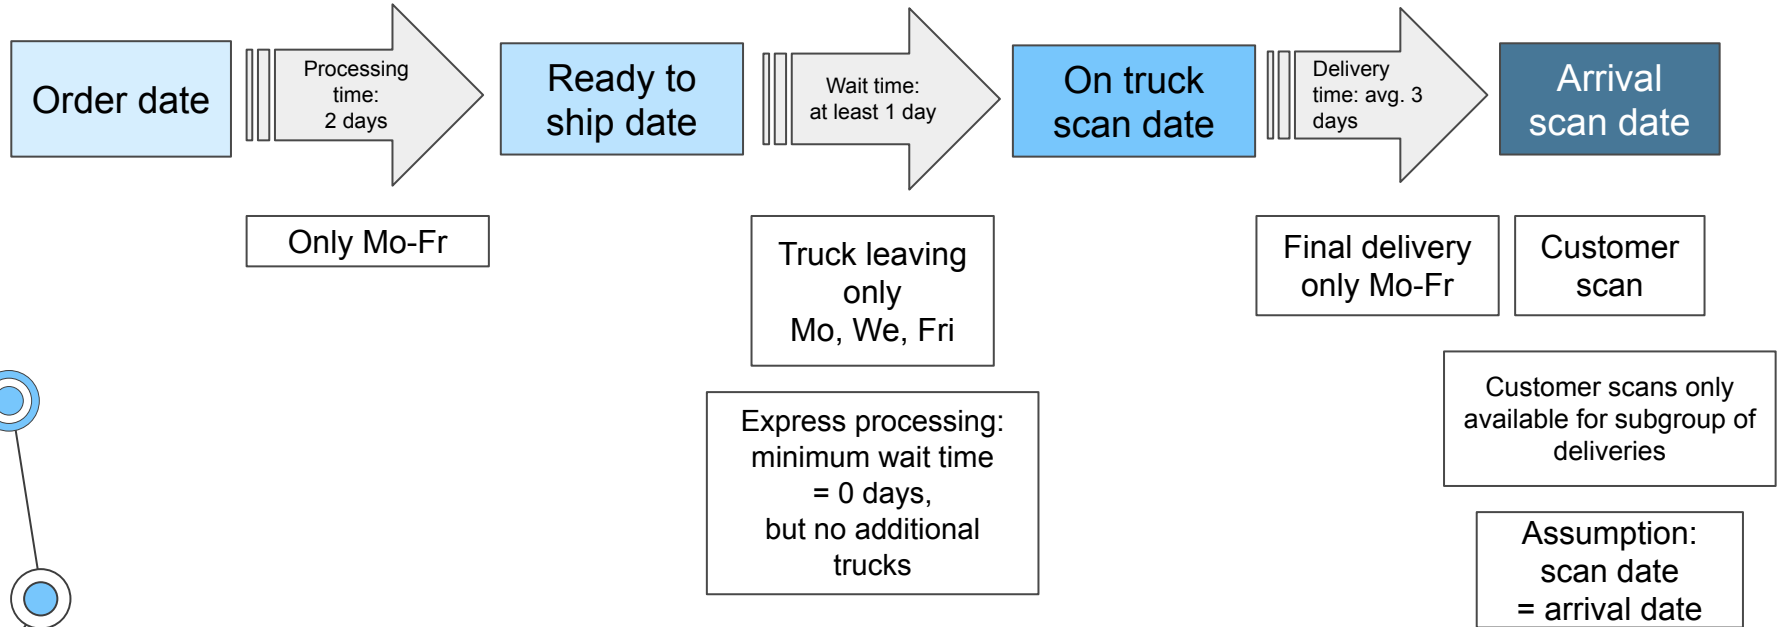 Order date
Processing
time:
2 days
Ready to
ship date
Wait time:
at least 1 day
On truck
scan date
Delivery
time: avg. 3
days
Arrival
scan date
Only Mo-Fr
Truck leaving
only
Mo, We, Fri
Final delivery
only Mo-Fr
Customer
scan
Express processing:
minimum wait time
= 0 days,
but no additional
trucks
Customer scans only
available for subgroup of
deliveries
Assumption:
scan date
= arrival date